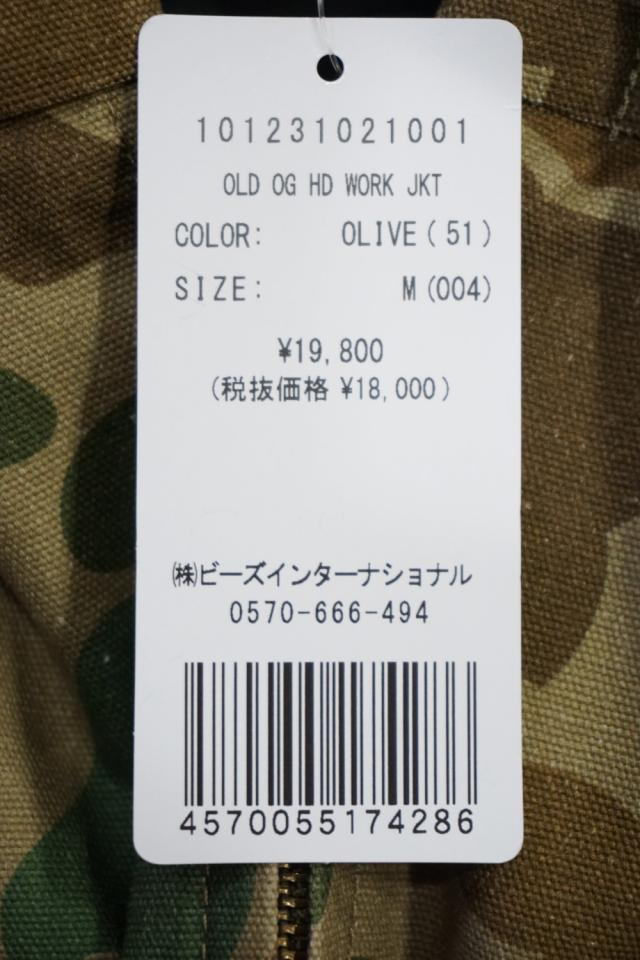 101231021001
OLD OG HD WORK JKT
COLOR: OLIVE(51)
SIZE: M(004)
¥19,800
(税抜価格 ¥18,000)
㈱ビーズインターナショナル
0570-666-494
4570055174286